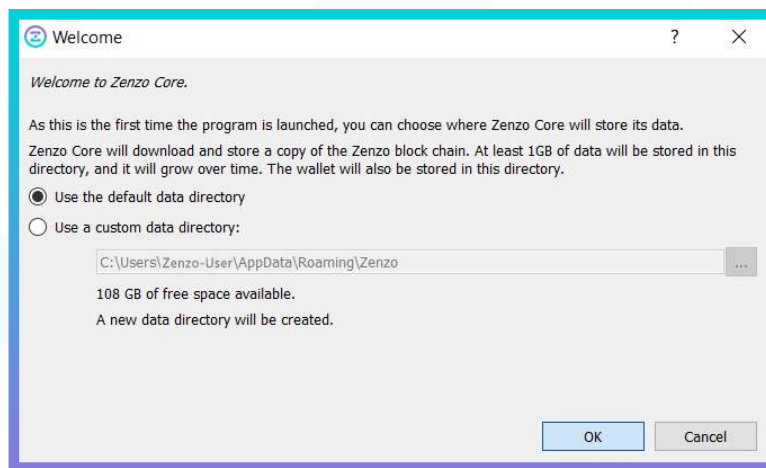 Welcome
Welcome to Zenzo Core.
As this is the first time the program is launched, you can choose where Zenzo Core will store its data.
Zenzo Core will download and store a copy of the Zenzo block chain. At least 1GB of data will be stored in this
directory, and it will grow over time. The wallet will also be stored in this directory.
Use the default data directory
Use a custom data directory:
C:\Users\Zenzo-User\AppData\Roaming\Zenzo
...
108 GB of free space available.
A new data directory will be created.
OK
Cancel